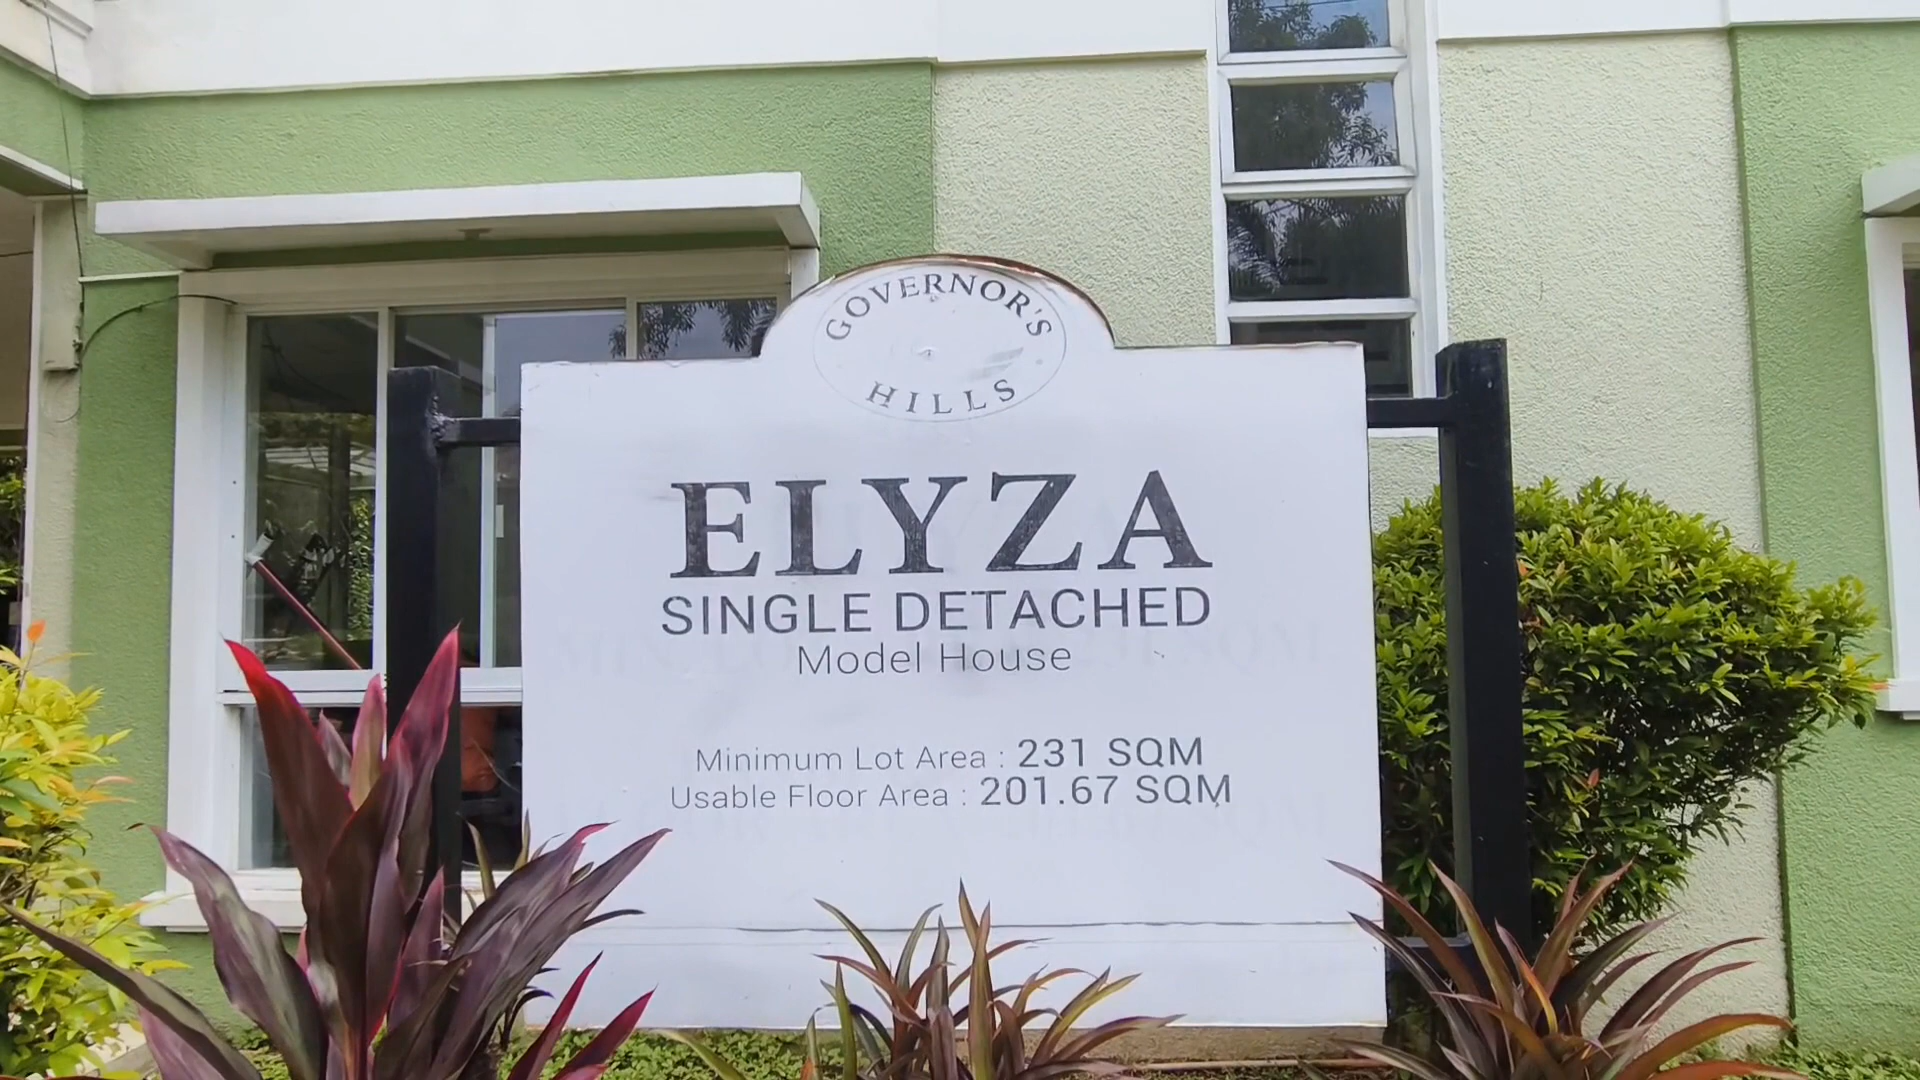 GOVERNOR'S
HILLS
ELYZA
SINGLE DETACHED
Model House
Minimum Lot Area : 231 SQM
Usable Floor Area : 201.67 SQM